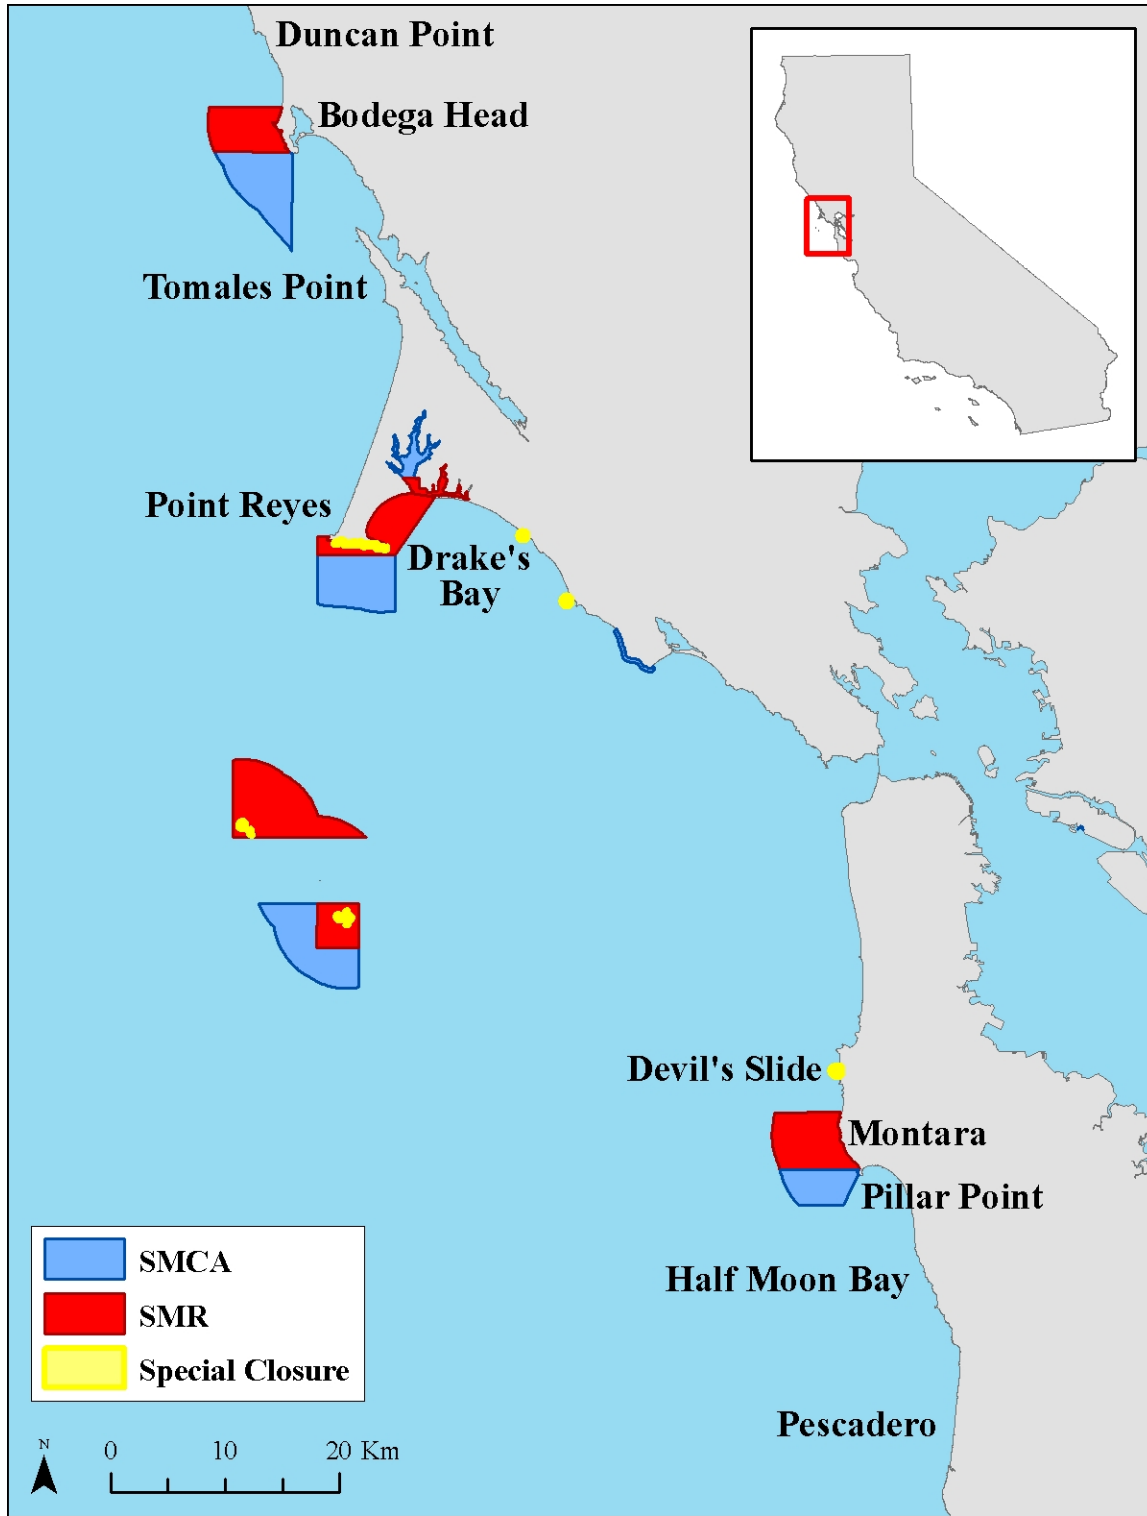 Duncan Point
Bodega Head
Tomales Point
Point Reyes
Drake's
Bay
Devil's Slide
Montara
Pillar Point
Half Moon Bay
Pescadero
SMCA
SMR
Special Closure
N
0 10 20 Km